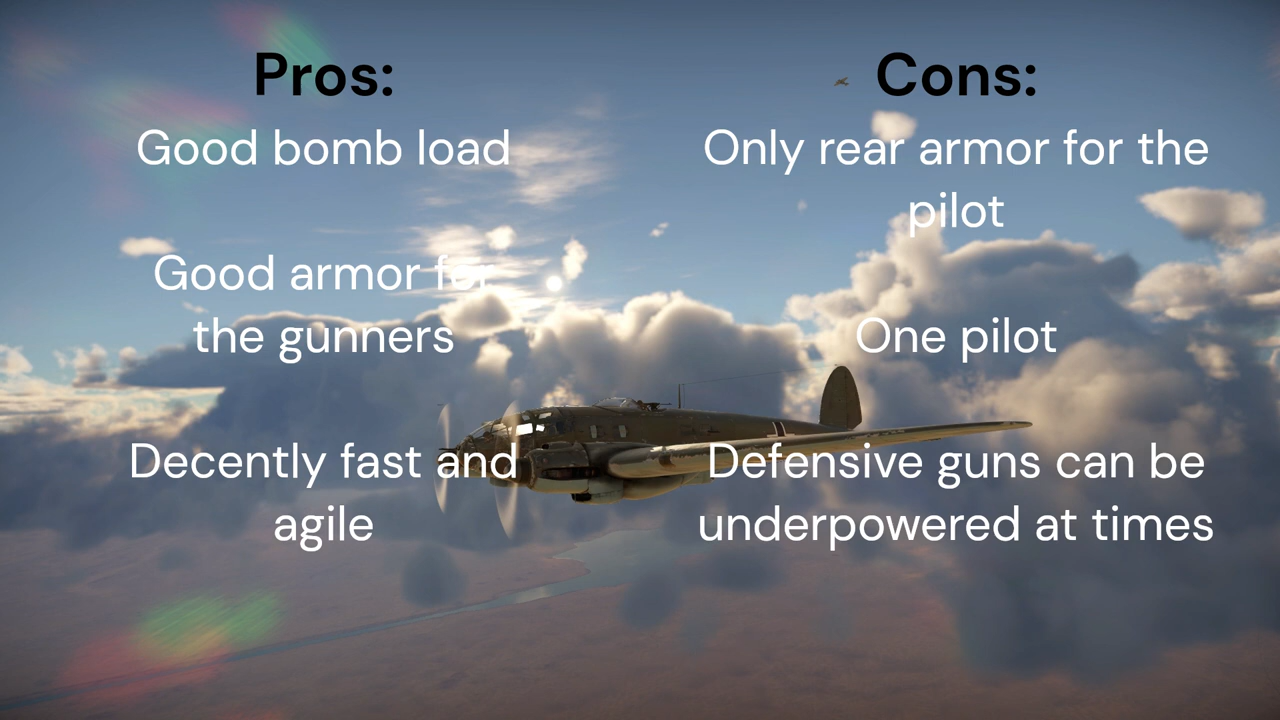 Pros:
Good bomb load
Good armor for
the gunners
Decently fast and
agile
Cons:
Only rear armor for the
pilot
One pilot
Defensive guns can be
underpowered at times